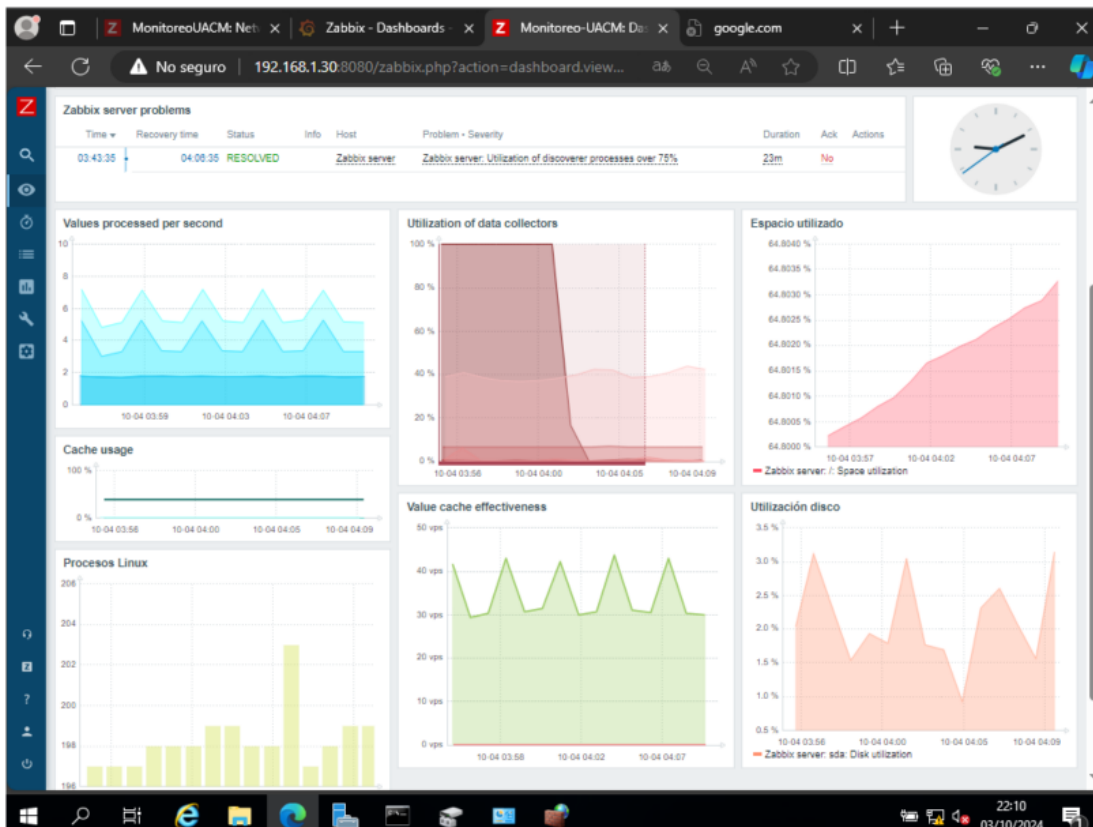 MonitoreoUACM: Net
Zabbix - Dashboards -
Monitoreo-UACM: Da
google.com
No seguro 192.168.1.30:8080/zabbix.php?action=dashboard.view...
Z
Zabbix server problems
Time Recovery time Status Info Host Problem • Severity Duration Ack Actions
03:43:35 04:06:35 RESOLVED Zabbix server Zabbix server: Utilization of discoverer processes over 75% 23m No
Values processed per second
10
8
6
4
2
0
10-04 03:59 10-04 04:03 10-04 04:07
Utilization of data collectors
100 %
80 %
60 %
40 %
20 %
0 %
10-04 03:56 10-04 04:00 10-04 04:05 10-04 04:09
Espacio utilizado
64.8040 %
64.8035 %
64.8030 %
64.8025 %
64.8020 %
64.8015 %
64.8010 %
64.8005 %
64.8000 %
10-04 03:57 10-04 04:02 10-04 04:07
Zabbix server: /: Space utilization
Cache usage
100 %
0 %
10-04 03:56 10-04 04:00 10-04 04:05 10-04 04:09
Value cache effectiveness
50 vps
40 vps
30 vps
20 vps
10 vps
0 vps
10-04 03:58 10-04 04:02 10-04 04:07
Utilización disco
3.5 %
3.0 %
2.5 %
2.0 %
1.5 %
1.0 %
0.5 %
10-04 03:56 10-04 04:00 10-04 04:05 10-04 04:09
Zabbix server: sda: Disk utilization
Procesos Linux
206
204
202
200
198
196
22:10
03/10/2024